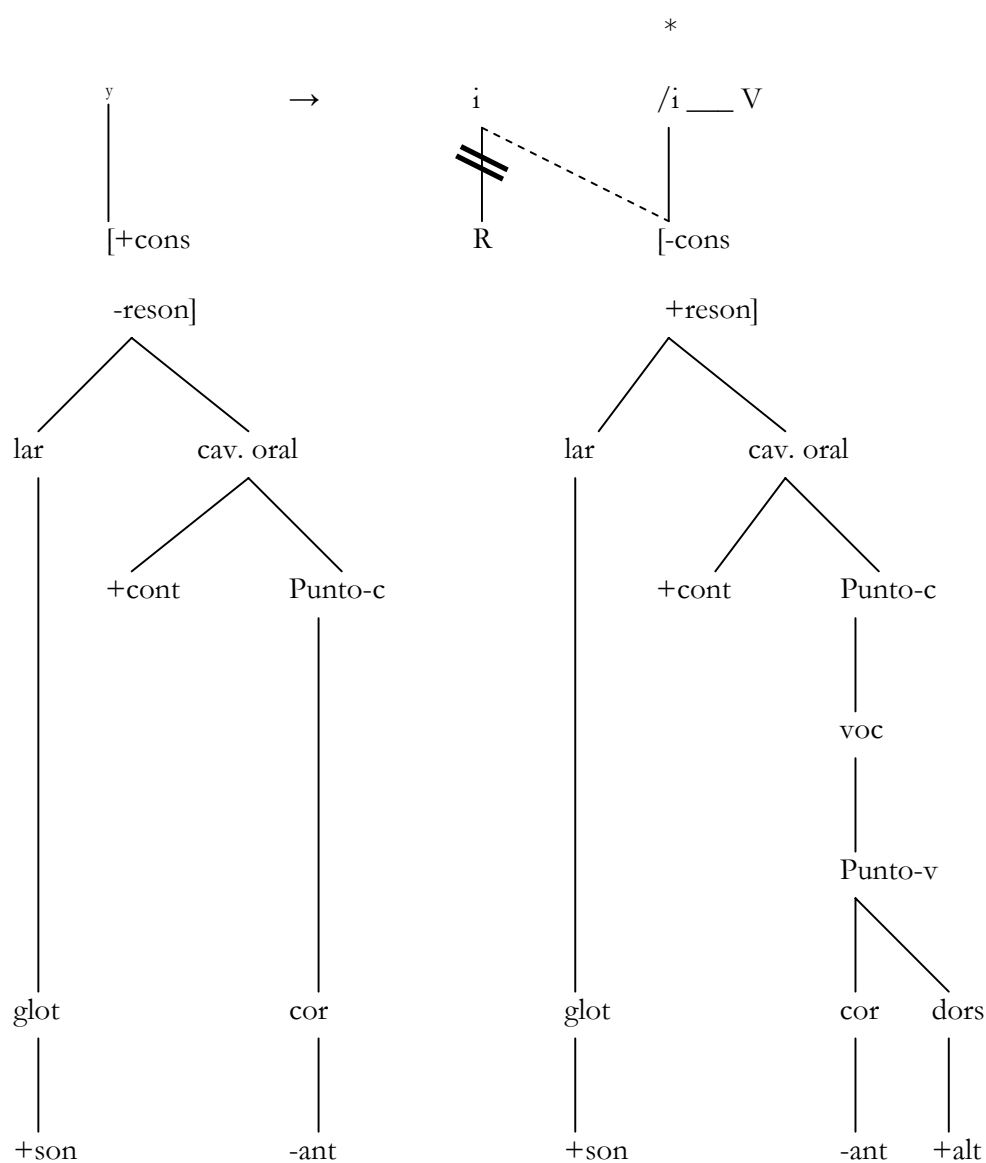 *
y → i /i ___ V
[+cons R [-cons
-reson] +reson]
lar cav. oral lar cav. oral
+cont Punto-c +cont Punto-c
voc
Punto-v
glot cor glot cor dors
+son -ant +son -ant +alt